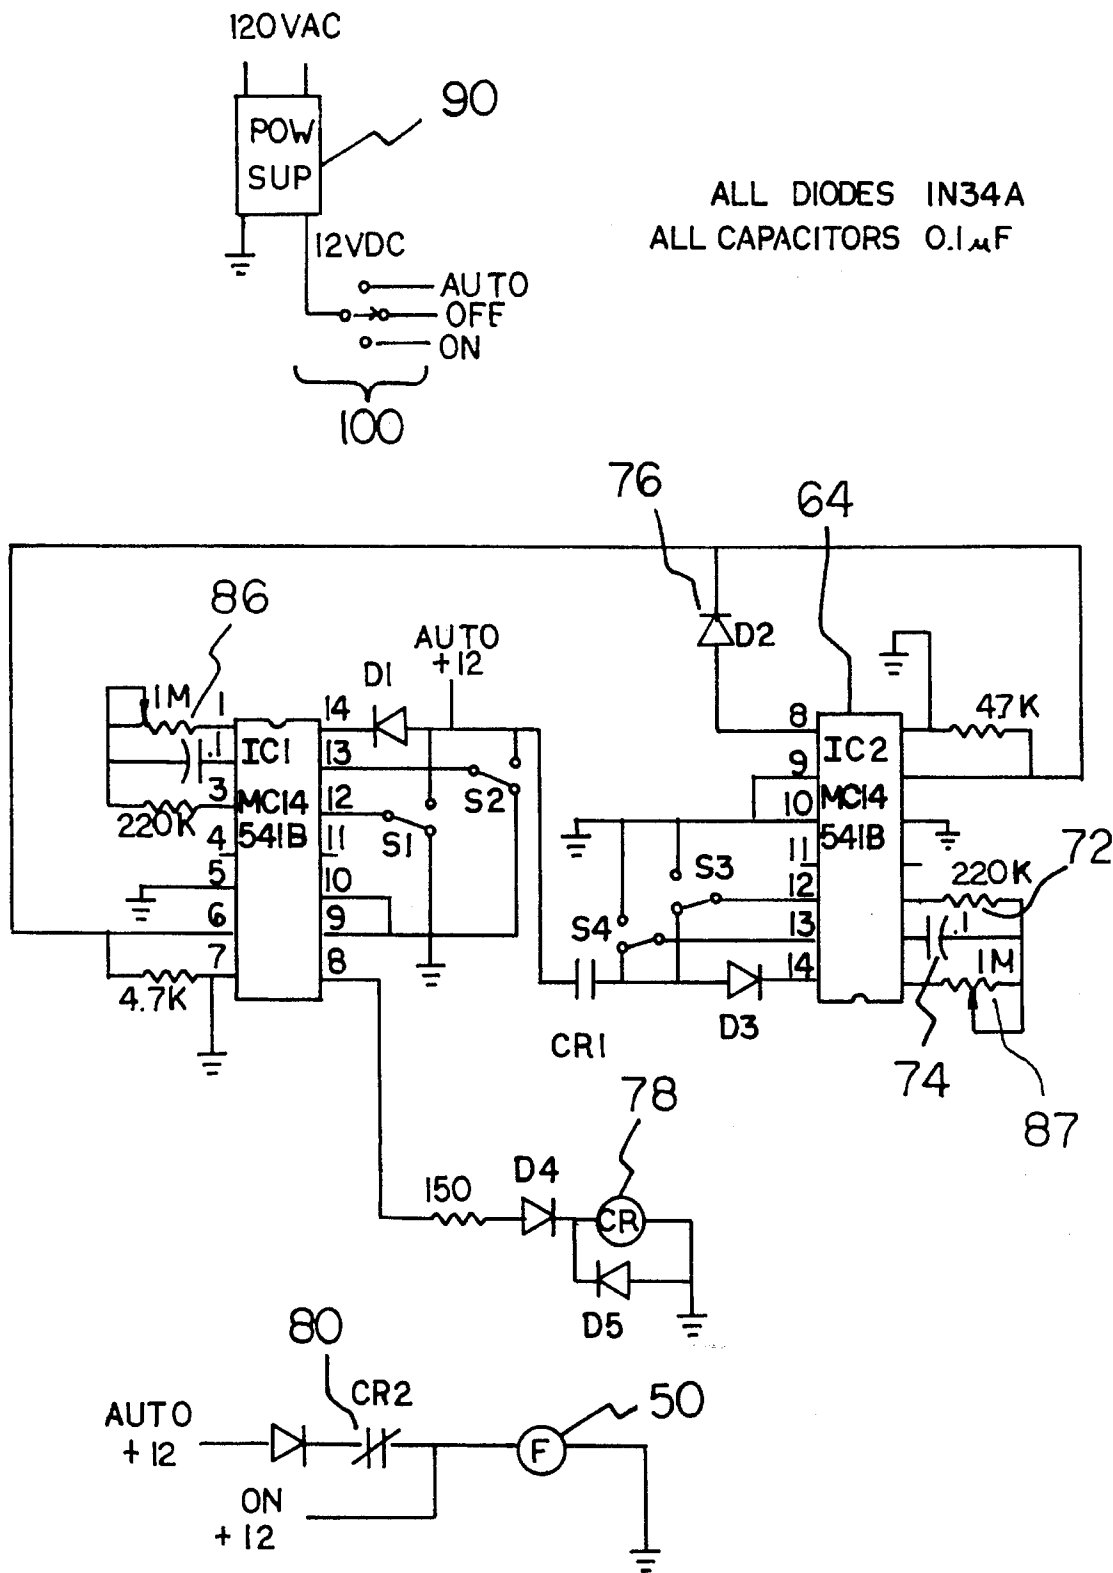 120VAC
POW
SUP
90
ALL DIODES 1N34A
ALL CAPACITORS 0.1µF
12VDC
AUTO
OFF
ON
100
76
64
86
AUTO
+12
D2
D1
1M
1
14
8
47K
.1
IC1
13
9
IC2
3
MC14
12
S2
10
MC14
220K
541B
S1
541B
4
11
11
72
5
10
S3
12
220K
6
9
S4
13
.1
7
8
14
1M
4.7K
D3
CR1
74
87
78
D4
150
CR
D5
80
CR2
50
AUTO
+12
F
ON
+12